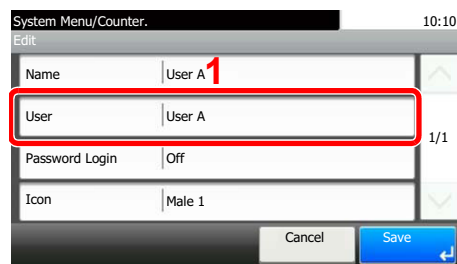 System Menu/Counter. 10:10
Edit
Name User A 1
User User A
1/1
Password Login Off
Icon Male 1
Cancel Save